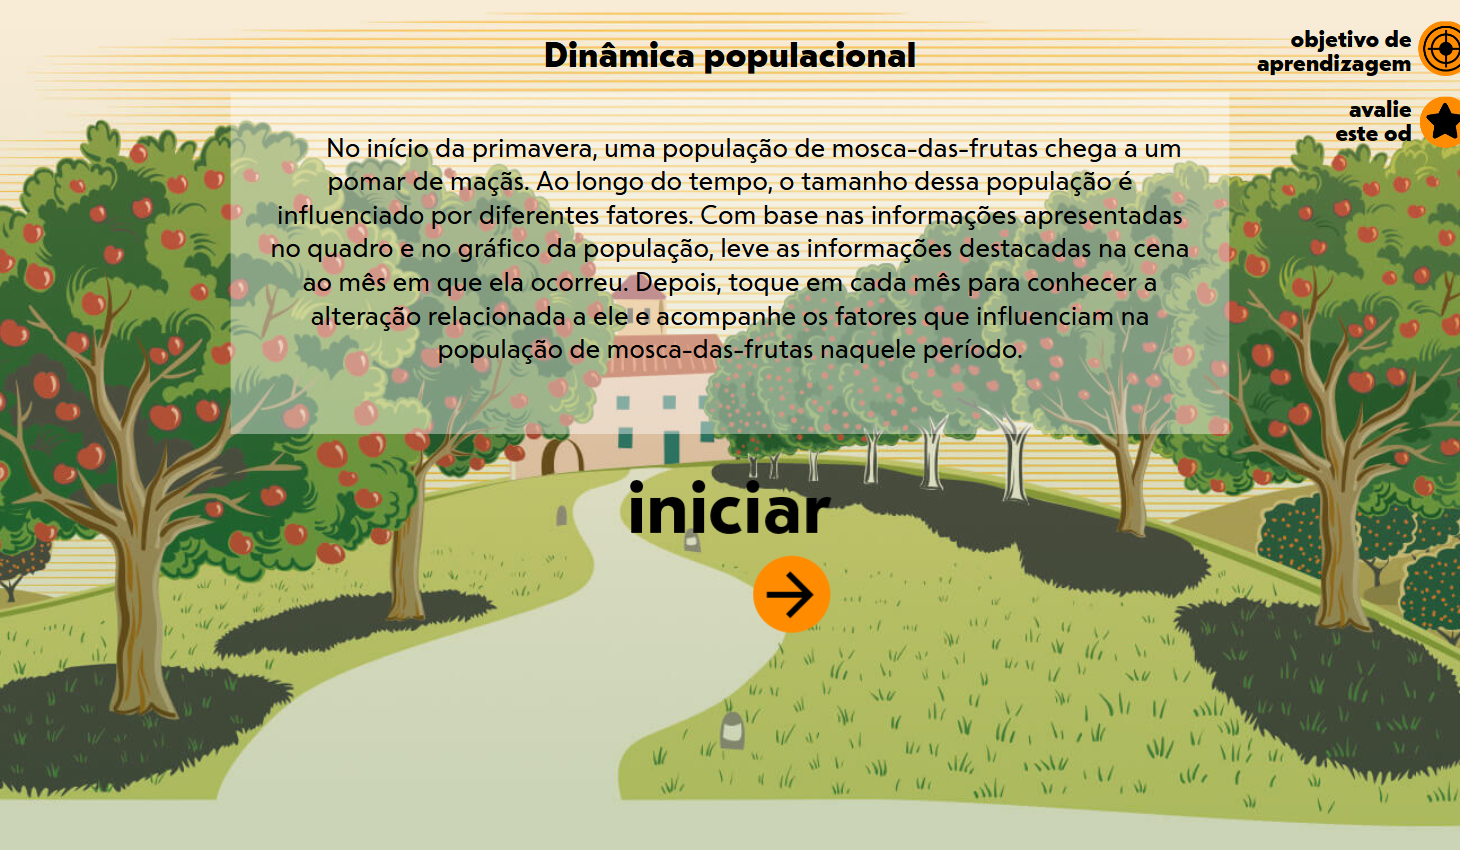 Dinâmica populacional
objetivo de
aprendizagem
avalie
este od
No início da primavera, uma população de mosca-das-frutas chega a um
pomar de maçãs. Ao longo do tempo, o tamanho dessa população é
influenciado por diferentes fatores. Com base nas informações apresentadas
no quadro e no gráfico da população, leve as informações destacadas na cena
ao mês em que ela ocorreu. Depois, toque em cada mês para conhecer a
alteração relacionada a ele e acompanhe os fatores que influenciam na
população de mosca-das-frutas naquele período.
iniciar